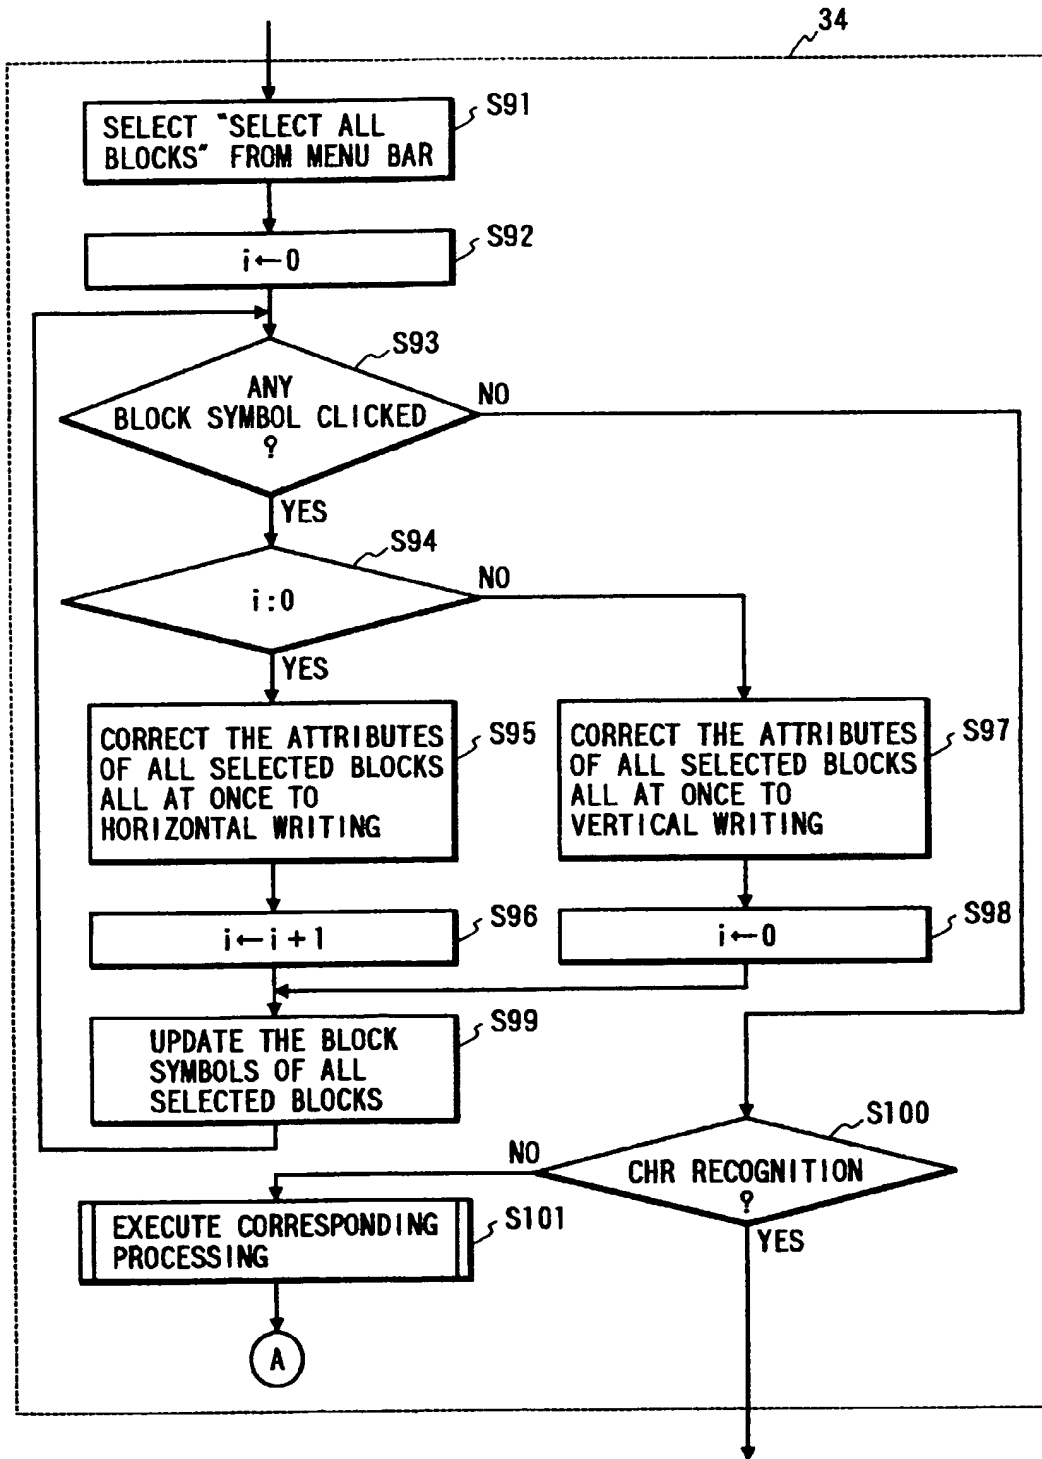 34
S91
SELECT "SELECT ALL
BLOCKS" FROM MENU BAR
S92
i←0
S93
ANY
BLOCK SYMBOL CLICKED
?
NO
YES
S94
i:0
NO
YES
S95
CORRECT THE ATTRIBUTES
OF ALL SELECTED BLOCKS
ALL AT ONCE TO
HORIZONTAL WRITING
S97
CORRECT THE ATTRIBUTES
OF ALL SELECTED BLOCKS
ALL AT ONCE TO
VERTICAL WRITING
S96
i←i+1
S98
i←0
S99
UPDATE THE BLOCK
SYMBOLS OF ALL
SELECTED BLOCKS
S100
CHR RECOGNITION
?
NO
YES
S101
EXECUTE CORRESPONDING
PROCESSING
A